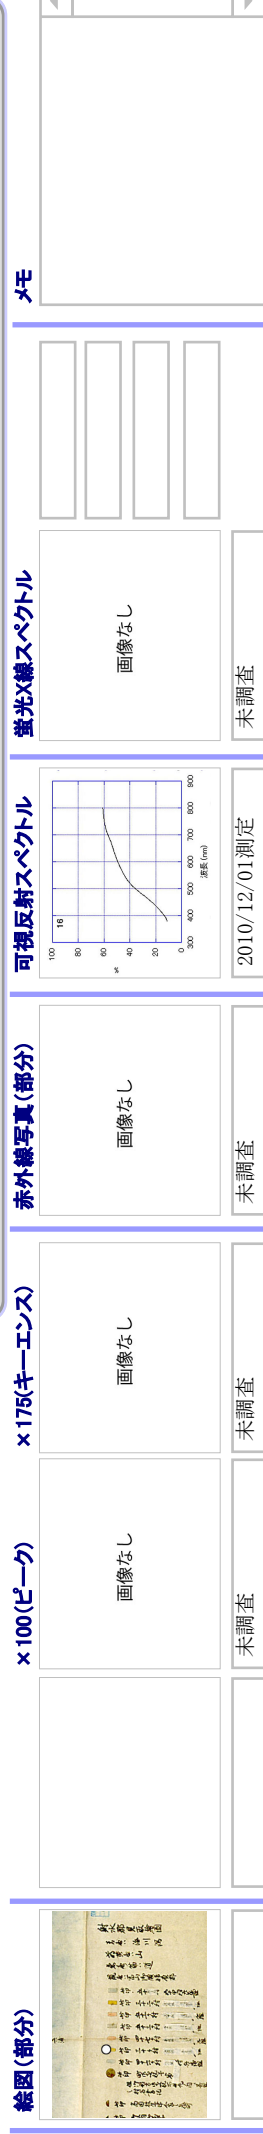 絵図(部分)
×100(ピーク)
画像なし
未調査
×175(キーエンス)
画像なし
未調査
赤外線写真(部分)
画像なし
未調査
可視反射スペクトル
16
100
80
60
40
20
0
%
300 400 500 600 700 800 900
波長 (nm)
2010/12/01測定
蛍光X線スペクトル
画像なし
未調査
メモ